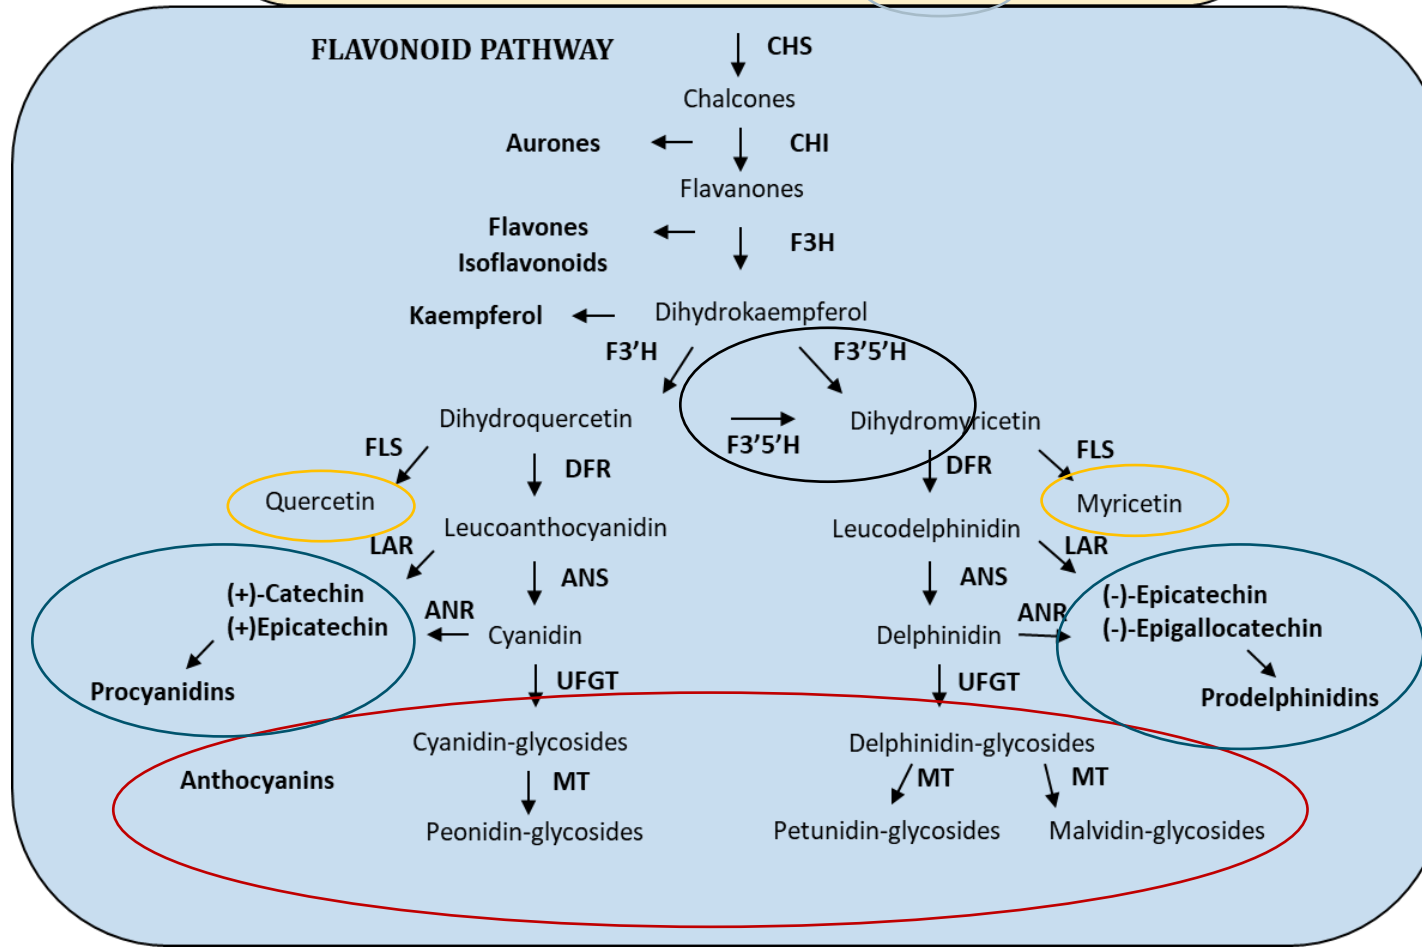 FLAVONOID PATHWAY
CHS
Chalcones
Aurones
CHI
Flavanones
Flavones
Isoflavonoids
F3H
Kaempferol
Dihydrokaempferol
F3’H
F3’5’H
Dihydroquercetin
F3’5’H
Dihydromyricetin
FLS
DFR
DFR
FLS
Quercetin
Myricetin
Leucoanthocyanidin
Leucodelphinidin
LAR
LAR
ANS
ANS
(+)-Catechin
(+)Epicatechin
ANR
Cyanidin
Delphinidin
ANR
(-)-Epicatechin
(-)-Epigallocatechin
Procyanidins
UFGT
UFGT
Prodelphinidins
Cyanidin-glycosides
Delphinidin-glycosides
Anthocyanins
MT
MT
MT
Peonidin-glycosides
Petunidin-glycosides
Malvidin-glycosides